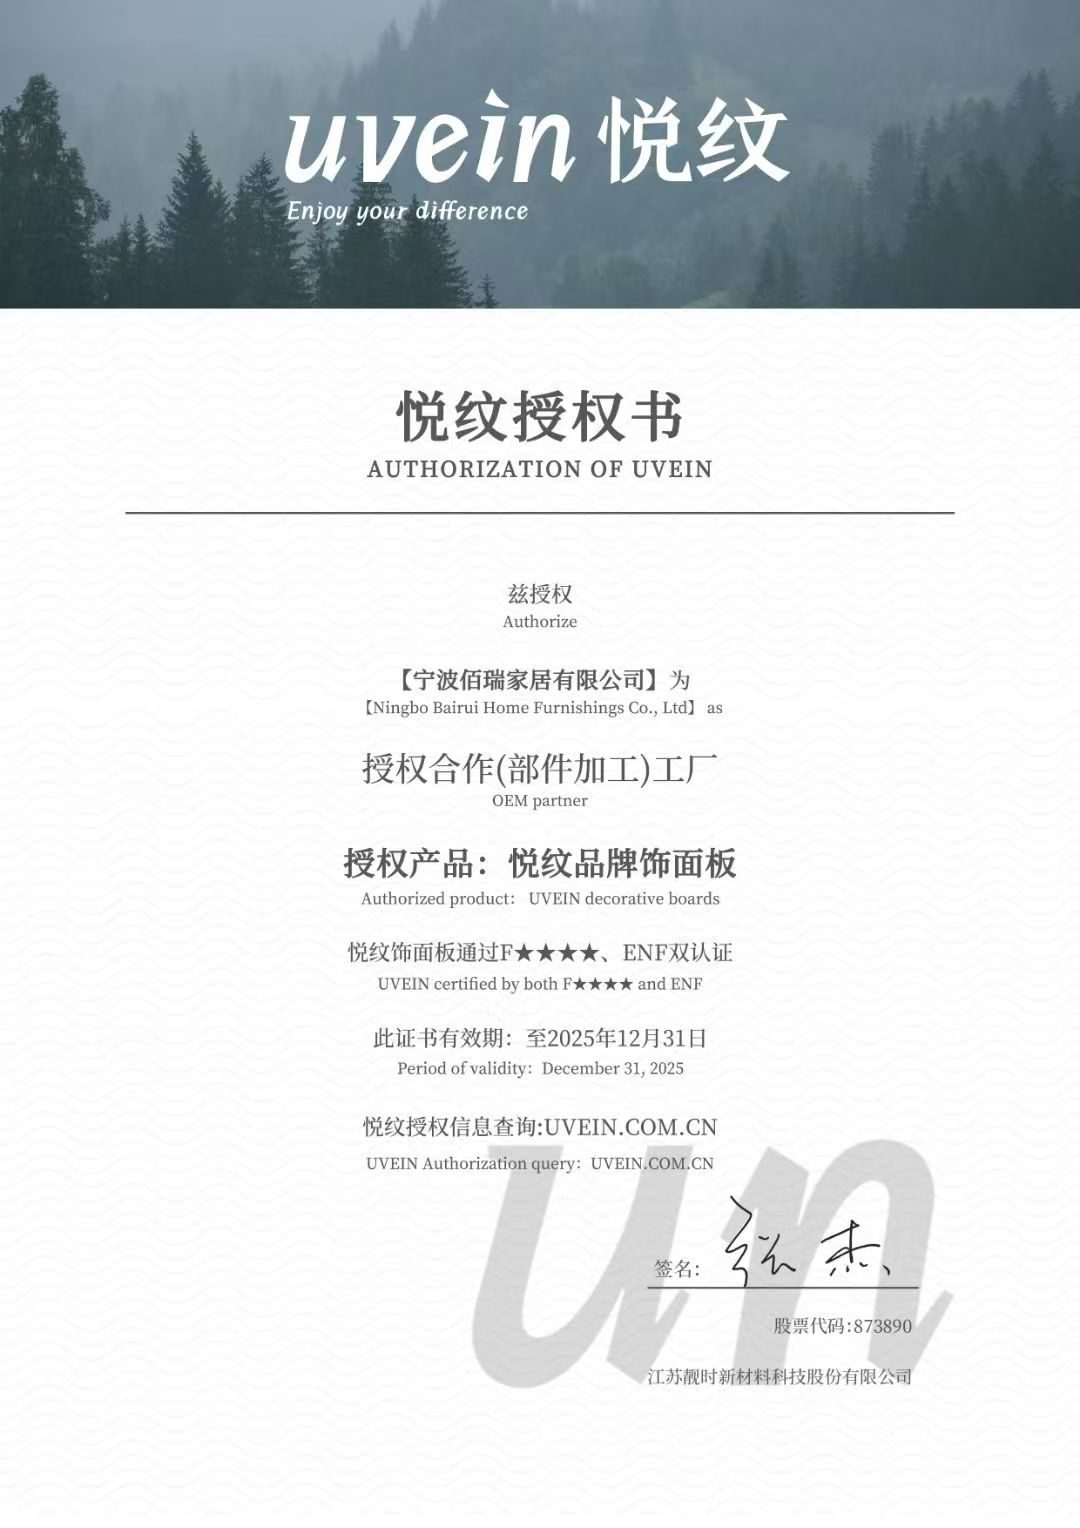 uvein 悦纹
Enjoy your difference
悦纹授权书
AUTHORIZATION OF UVEIN
兹授权
Authorize
【宁波佰瑞家居有限公司】为
【Ningbo Bairui Home Furnishings Co., Ltd】 as
授权合作(部件加工)工厂
OEM partner
授权产品：悦纹品牌饰面板
Authorized product： UVEIN decorative boards
悦纹饰面板通过F★★★★、ENF双认证
UVEIN certified by both F★★★★ and ENF
此证书有效期：至2025年12月31日
Period of validity：December 31, 2025
悦纹授权信息查询:UVEIN.COM.CN
UVEIN Authorization query：UVEIN.COM.CN
un
签名： 张杰
股票代码:873890
江苏靓时新材料科技股份有限公司